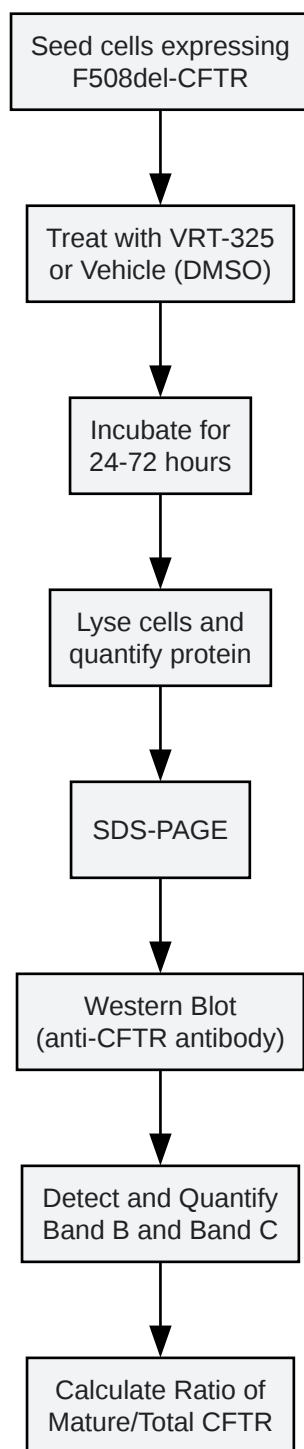 Seed cells expressing
F508del-CFTR
Treat with VRT-325
or Vehicle (DMSO)
Incubate for
24-72 hours
Lyse cells and
quantify protein
SDS-PAGE
Western Blot
(anti-CFTR antibody)
Detect and Quantify
Band B and Band C
Calculate Ratio of
Mature/Total CFTR